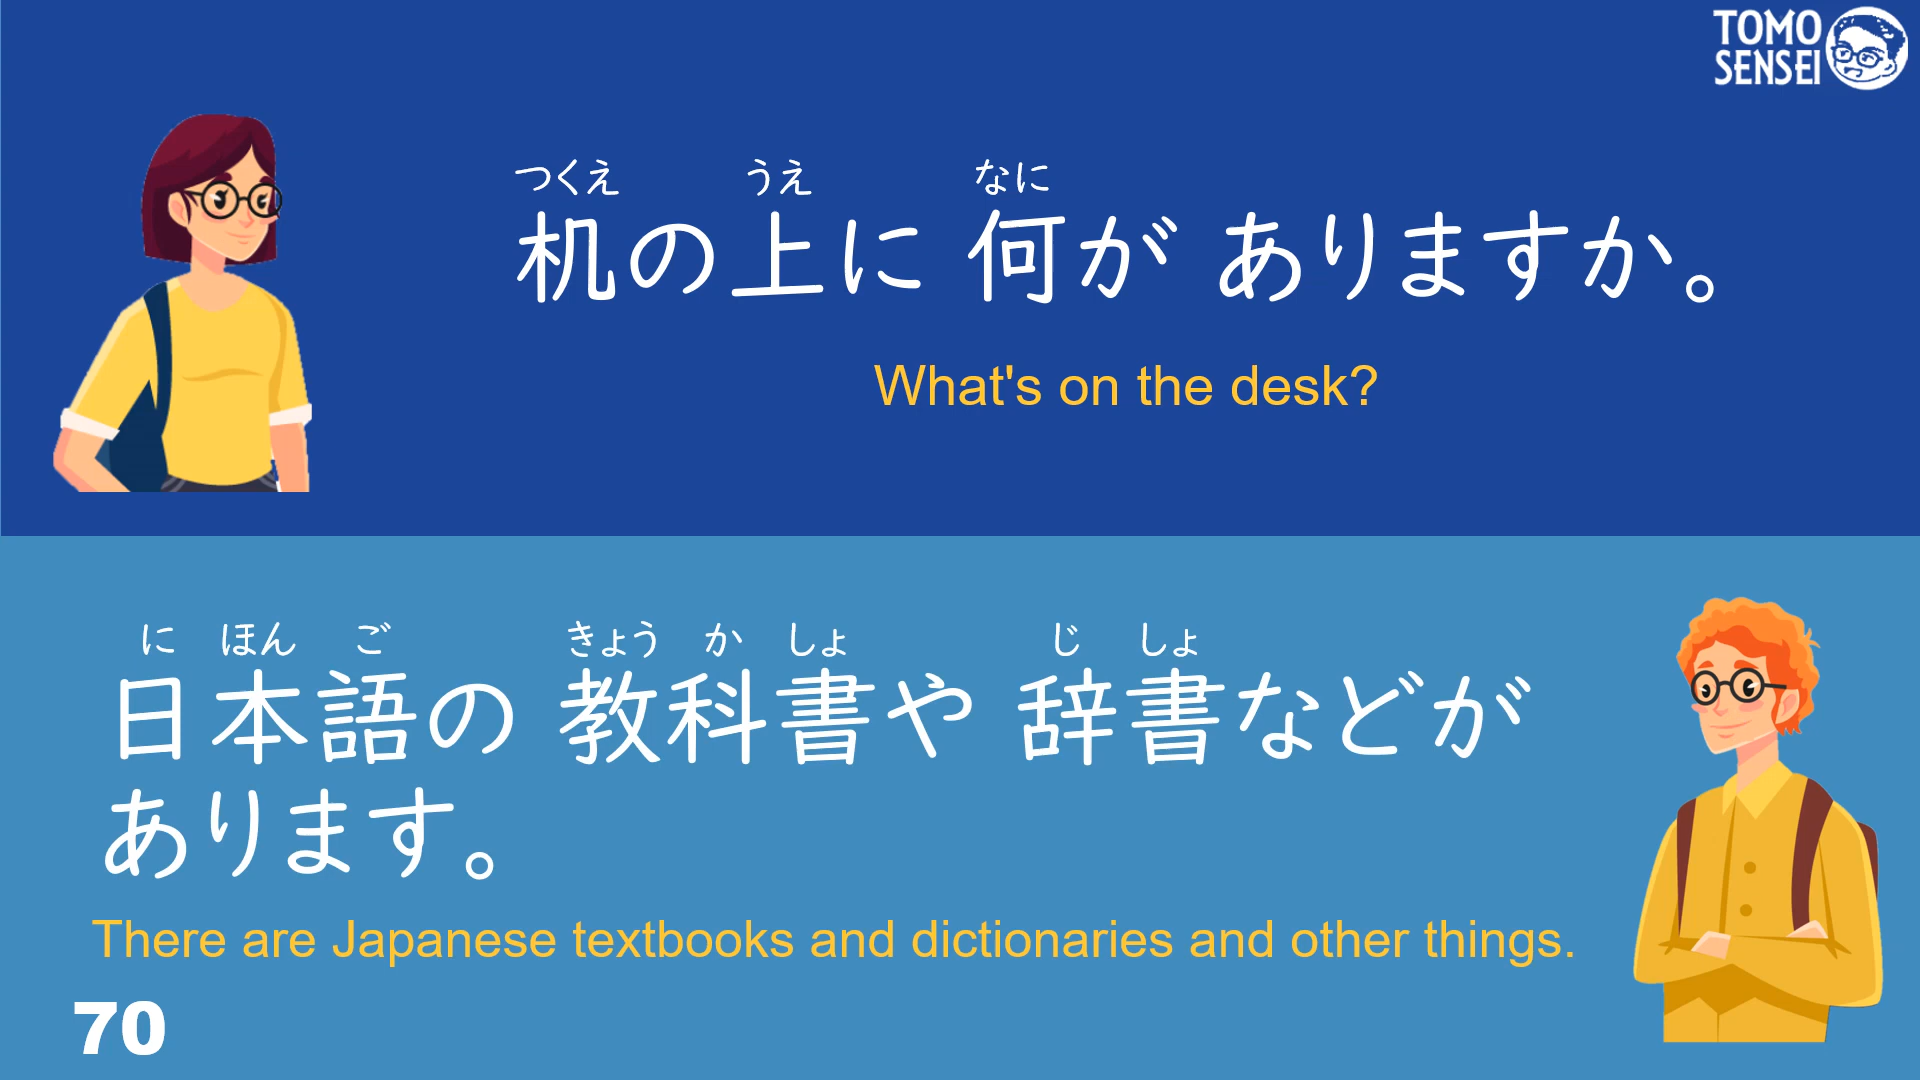 TOMO
SENSEI
つくえ うえ なに
机の上に 何が ありますか。
What's on the desk?
に ほん ご きょう か しょ じ しょ
日本語の 教科書や 辞書などが
あります。
There are Japanese textbooks and dictionaries and other things.
70